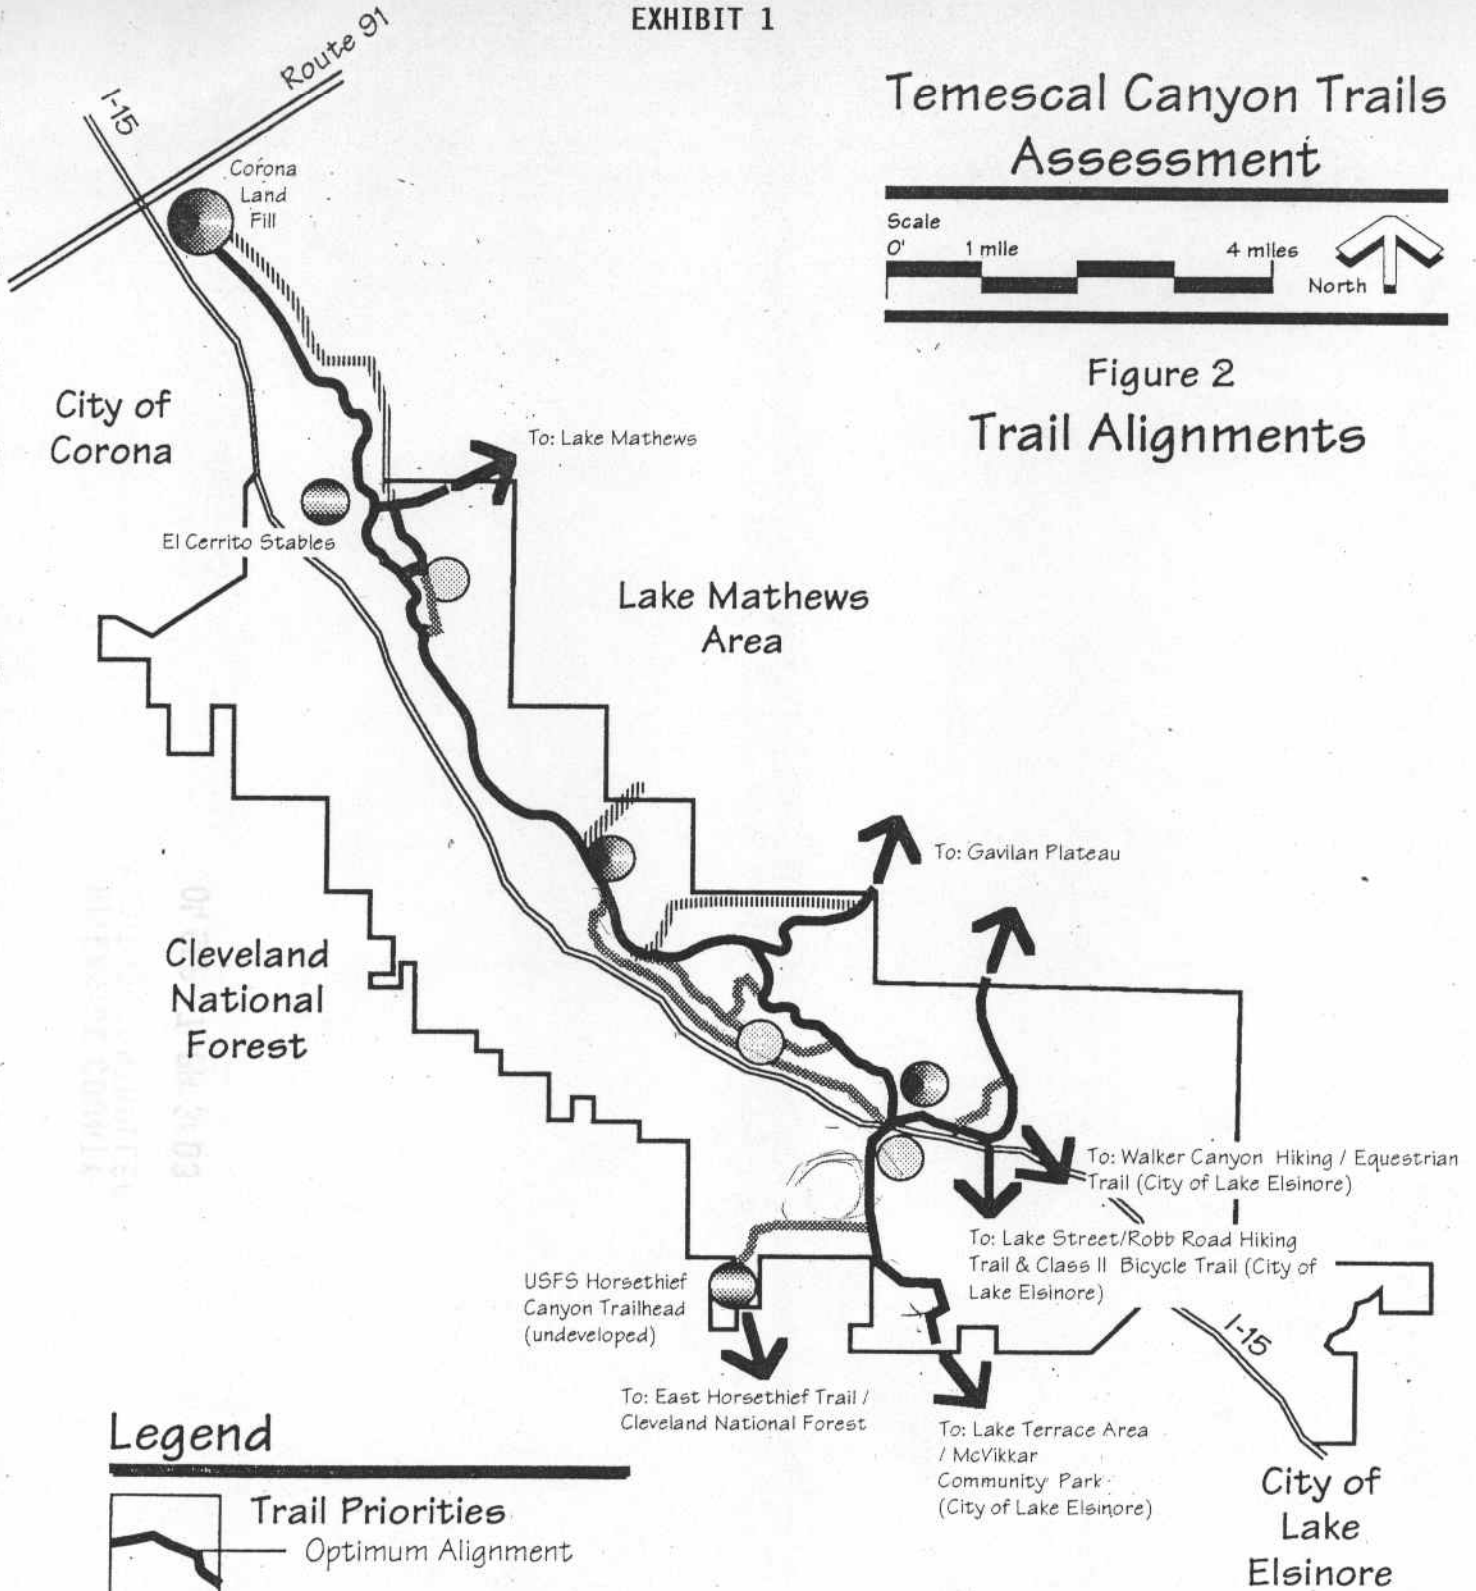 EXHIBIT 1
Temescal Canyon Trails
Assessment
Scale
0' 1 mile 4 miles
North
Figure 2
Trail Alignments
Route 91
I-15
Corona
Land
Fill
City of
Corona
To: Lake Mathews
El Cerrito Stables
Lake Mathews
Area
To: Gavilan Plateau
Cleveland
National
Forest
To: Walker Canyon Hiking / Equestrian
Trail (City of Lake Elsinore)
To: Lake Street/Robb Road Hiking
Trail & Class II Bicycle Trail (City of
Lake Elsinore)
USFS Horsethief
Canyon Trailhead
(undeveloped)
I-15
To: East Horsethief Trail /
Cleveland National Forest
To: Lake Terrace Area
/ McVikkar
Community Park
(City of Lake Elsinore)
City of
Lake
Elsinore
Legend
Trail Priorities
Optimum Alignment